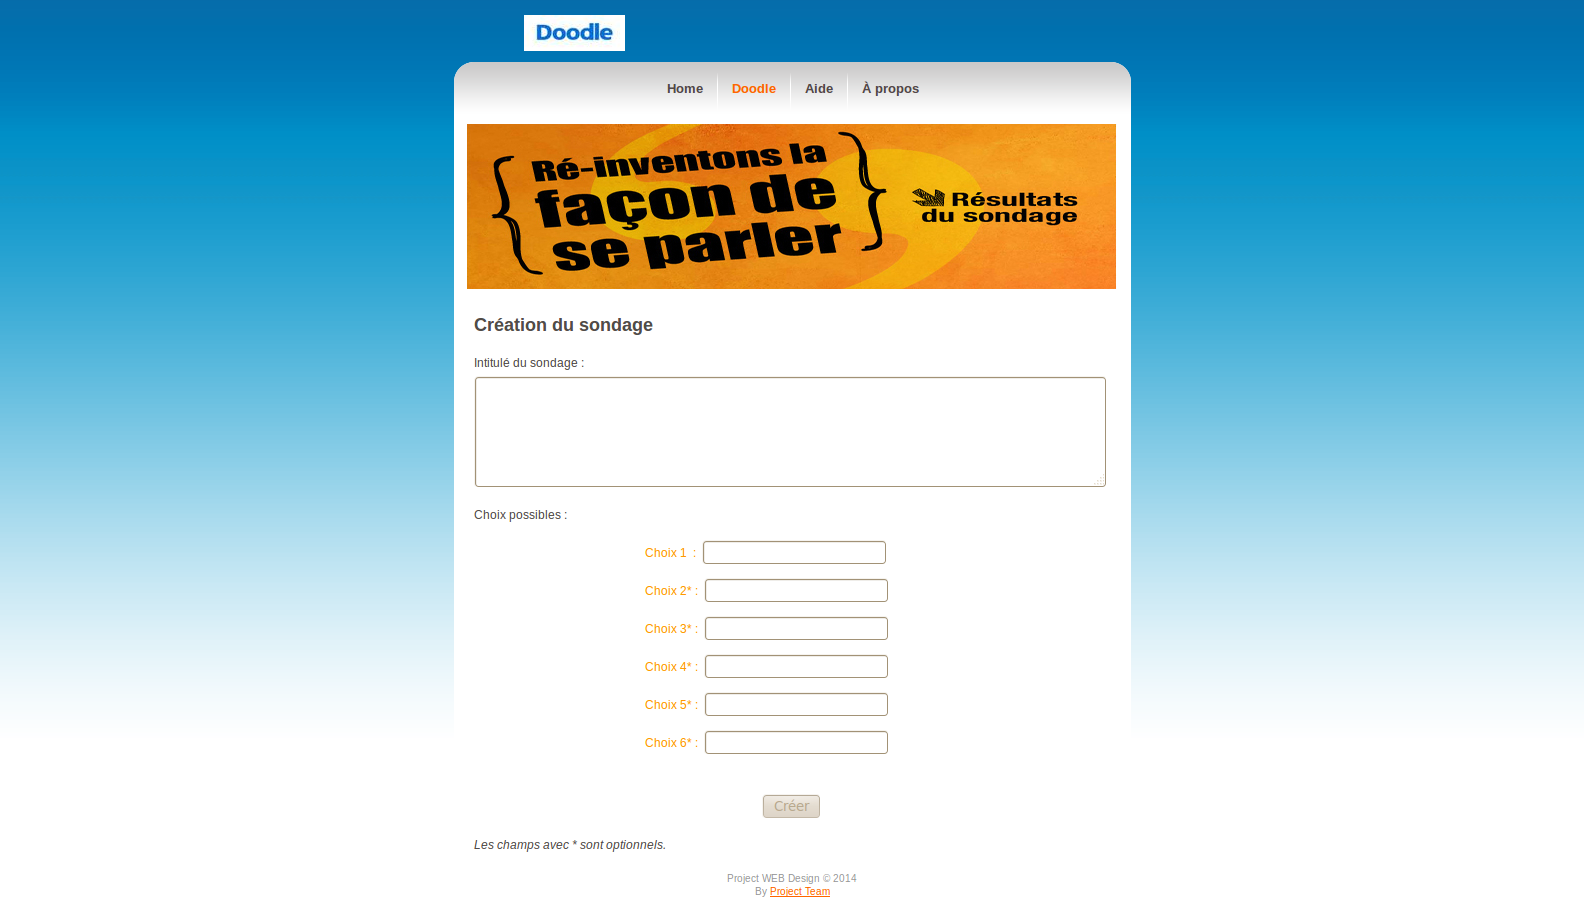 Doodle
Home
Doodle
Aide
À propos
Ré-inventons la
façon de
se parler
Résultats
du sondage
Création du sondage
Intitulé du sondage :
Choix possibles :
Choix 1 :
Choix 2* :
Choix 3* :
Choix 4* :
Choix 5* :
Choix 6* :
Créer
Les champs avec * sont optionnels.
Project WEB Design © 2014
By Project Team